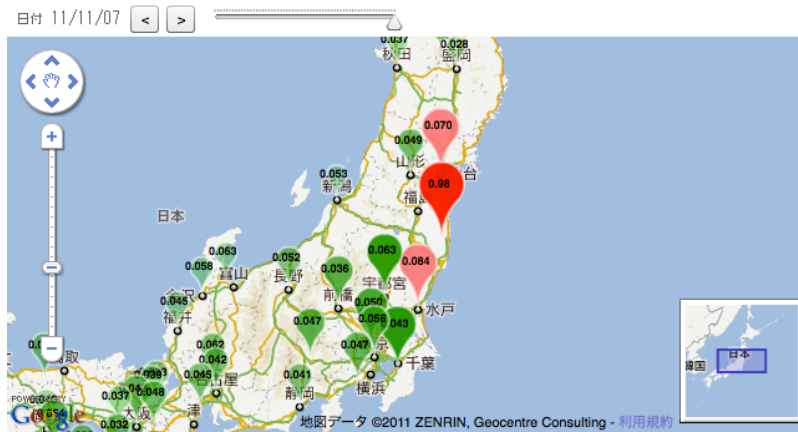 日付 11/11/07 < >
0.037
0.028
秋田
盛岡
0.070
0.049
山形
台
0.053
新潟
0.98
福
日本
0.063
0.063
0.052
0.084
0.058
富山
長野
0.036
宇都宮
前橋
0.050
水戸
0.045
福井
0.047
0.056
043
京
千葉
0.062
0.042
0.047
取
0.045
0.041
横浜
0.037
0.048
静岡
大阪
津
0.032
POWERED BY
Google
地図データ ©2011 ZENRIN, Geocentre Consulting - 利用規約
韓国
日本